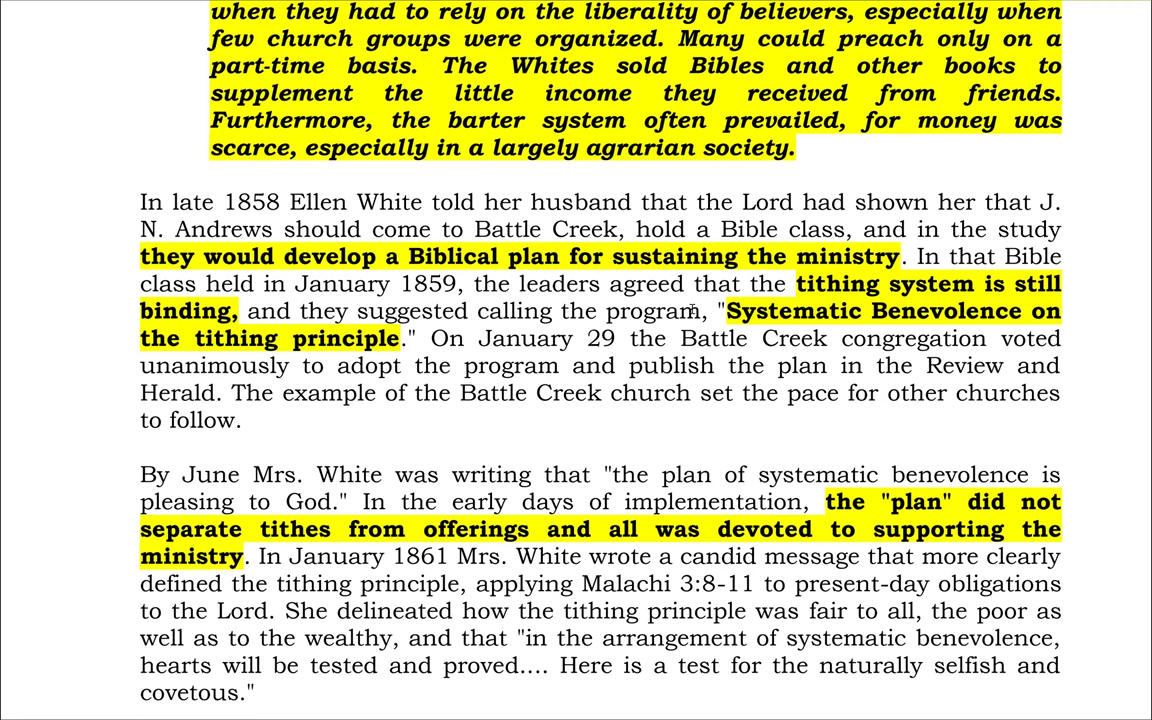 when they had to rely on the liberality of believers, especially when
few church groups were organized. Many could preach only on a
part-time basis. The Whites sold Bibles and other books to
supplement the little income they received from friends.
Furthermore, the barter system often prevailed, for money was
scarce, especially in a largely agrarian society.
In late 1858 Ellen White told her husband that the Lord had shown her that J.
N. Andrews should come to Battle Creek, hold a Bible class, and in the study
they would develop a Biblical plan for sustaining the ministry. In that Bible
class held in January 1859, the leaders agreed that the tithing system is still
binding, and they suggested calling the program, "Systematic Benevolence on
the tithing principle." On January 29 the Battle Creek congregation voted
unanimously to adopt the program and publish the plan in the Review and
Herald. The example of the Battle Creek church set the pace for other churches
to follow.
By June Mrs. White was writing that "the plan of systematic benevolence is
pleasing to God." In the early days of implementation, the "plan" did not
separate tithes from offerings and all was devoted to supporting the
ministry. In January 1861 Mrs. White wrote a candid message that more clearly
defined the tithing principle, applying Malachi 3:8-11 to present-day obligations
to the Lord. She delineated how the tithing principle was fair to all, the poor as
well as to the wealthy, and that "in the arrangement of systematic benevolence,
hearts will be tested and proved.... Here is a test for the naturally selfish and
covetous."